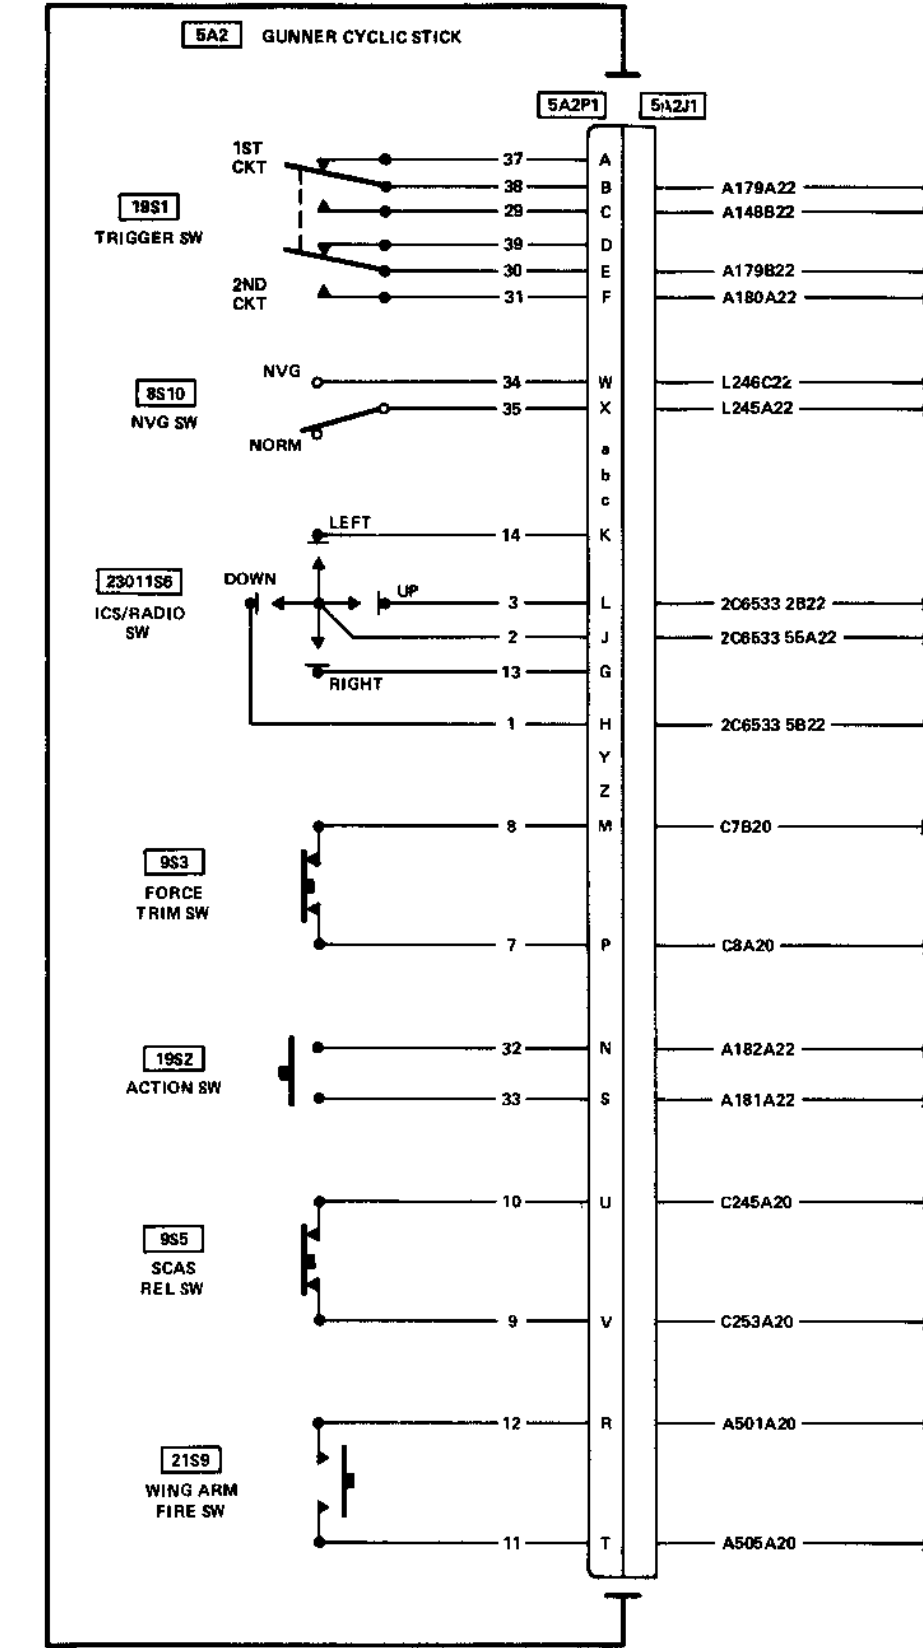 5A2 GUNNER CYCLIC STICK
5A2P1 5A2J1
1ST
CKT
37 A
38 B A179A22
19S1
TRIGGER SW
29 C A148B22
39 D
30 E A179B22
2ND
CKT
31 F A180A22
8S10
NVG SW
NVG 34 W L246C22
35 X L245A22
NORM
a
b
c
LEFT
14 K
23011S6
ICS/RADIO
SW
DOWN UP
3 L 2C6533 2B22
2 J 2C6533 55A22
13 G
RIGHT
1 H 2C6533 5B22
Y
Z
8 M C7B20
9S3
FORCE
TRIM SW
7 P C8A20
32 N A182A22
19S2
ACTION SW
33 S A181A22
10 U C245A20
9S5
SCAS
REL SW
9 V C253A20
12 R A501A20
21S9
WING ARM
FIRE SW
11 T A505A20